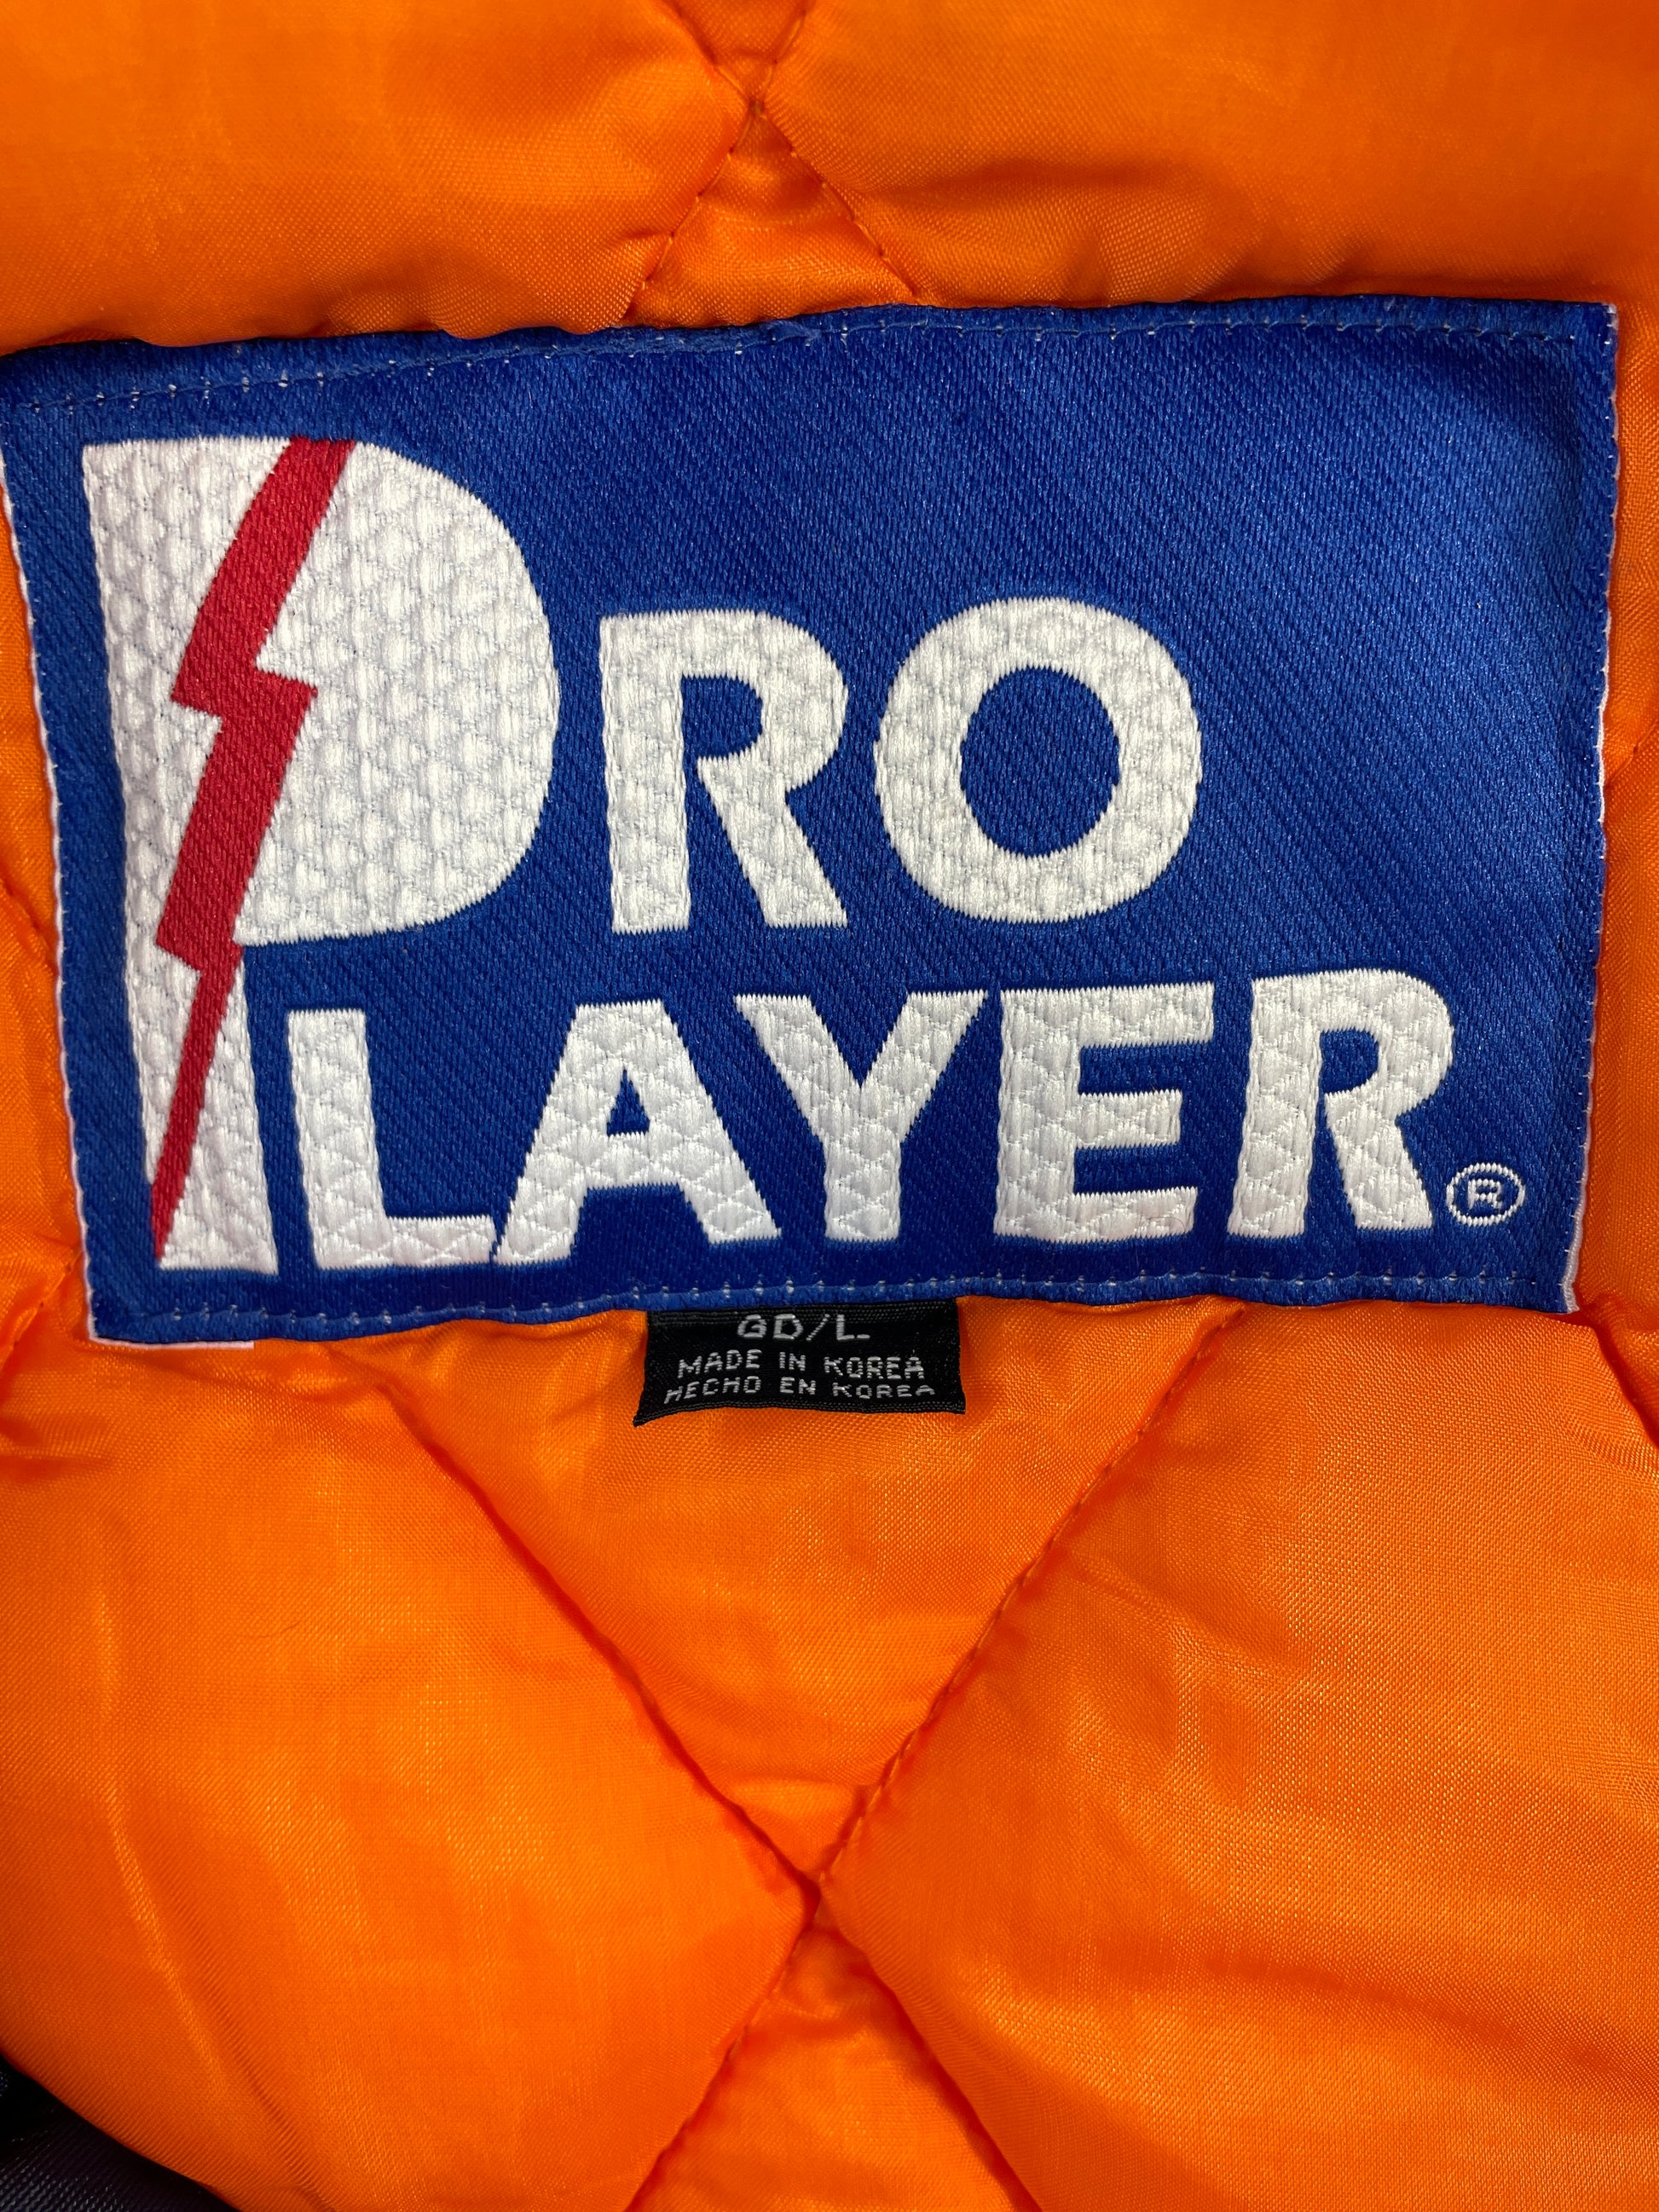 PRO
PLAYER®
GD/L
MADE IN KOREA
HECHO EN KOREA